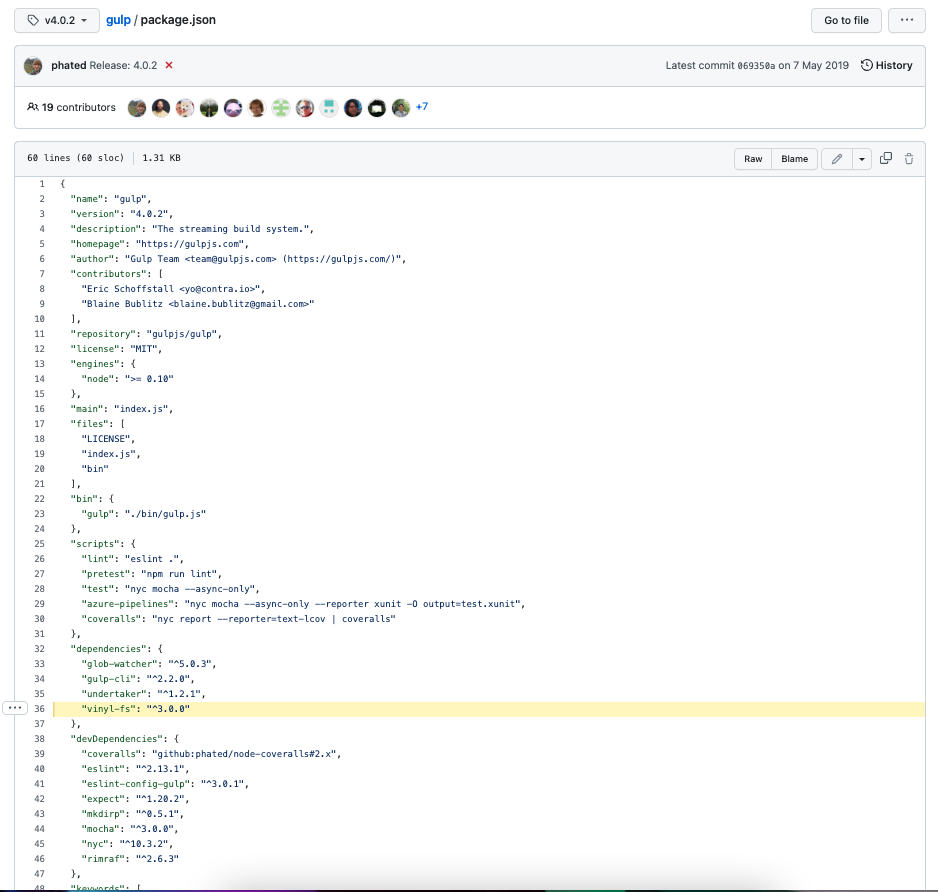 v4.0.2
gulp / package.json
Go to file
···
phated Release: 4.0.2
Latest commit 069350a on 7 May 2019
History
19 contributors
+7
60 lines (60 sloc) 1.31 KB
Raw
Blame
1 {
2 "name": "gulp",
3 "version": "4.0.2",
4 "description": "The streaming build system.",
5 "homepage": "https://gulpjs.com",
6 "author": "Gulp Team <team@gulpjs.com> (https://gulpjs.com/)",
7 "contributors": [
8 "Eric Schoffstall <yo@contra.io>",
9 "Blaine Bublitz <blaine.bublitz@gmail.com>"
10 ],
11 "repository": "gulpjs/gulp",
12 "license": "MIT",
13 "engines": {
14 "node": ">= 0.10"
15 },
16 "main": "index.js",
17 "files": [
18 "LICENSE",
19 "index.js",
20 "bin"
21 ],
22 "bin": {
23 "gulp": "./bin/gulp.js"
24 },
25 "scripts": {
26 "lint": "eslint .",
27 "pretest": "npm run lint",
28 "test": "nyc mocha --async-only",
29 "azure-pipelines": "nyc mocha --async-only --reporter xunit -O output=test.xunit",
30 "coveralls": "nyc report --reporter=text-lcov | coveralls"
31 },
32 "dependencies": {
33 "glob-watcher": "^5.0.3",
34 "gulp-cli": "^2.2.0",
35 "undertaker": "^1.2.1",
··· 36 "vinyl-fs": "^3.0.0"
37 },
38 "devDependencies": {
39 "coveralls": "github:phated/node-coveralls#2.x",
40 "eslint": "^2.13.1",
41 "eslint-config-gulp": "^3.0.1",
42 "expect": "^1.20.2",
43 "mkdirp": "^0.5.1",
44 "mocha": "^3.0.0",
45 "nyc": "^10.3.2",
46 "rimraf": "^2.6.3"
47 },
48 "keywords": [